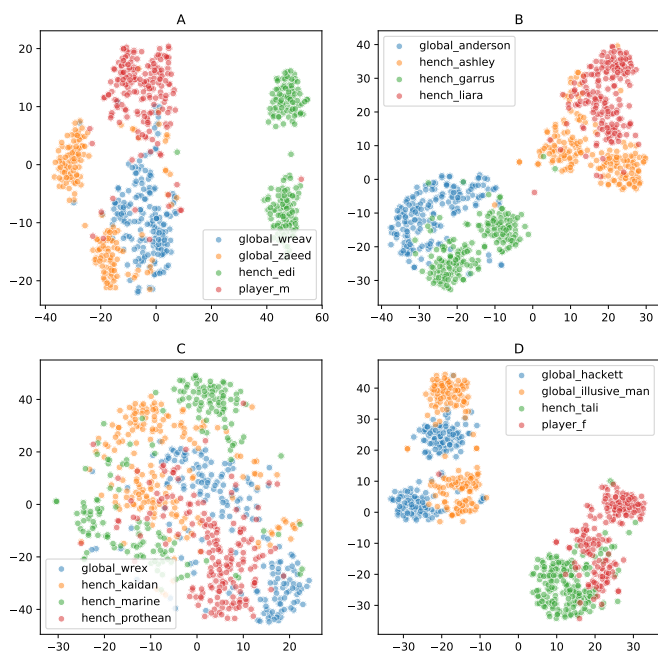 A
20
10
0
−10
−20
global_wreav
global_zaeed
hench_edi
player_m
−40
−20
0
20
40
60
B
40
30
20
10
0
−10
−20
−30
global_anderson
hench_ashley
hench_garrus
hench_liara
−40
−30
−20
−10
0
10
20
30
C
40
20
0
−20
−40
global_wrex
hench_kaidan
hench_marine
hench_prothean
−30
−20
−10
0
10
20
D
40
30
20
10
0
−10
−20
−30
global_hackett
global_illusive_man
hench_tali
player_f
−30
−20
−10
0
10
20
30